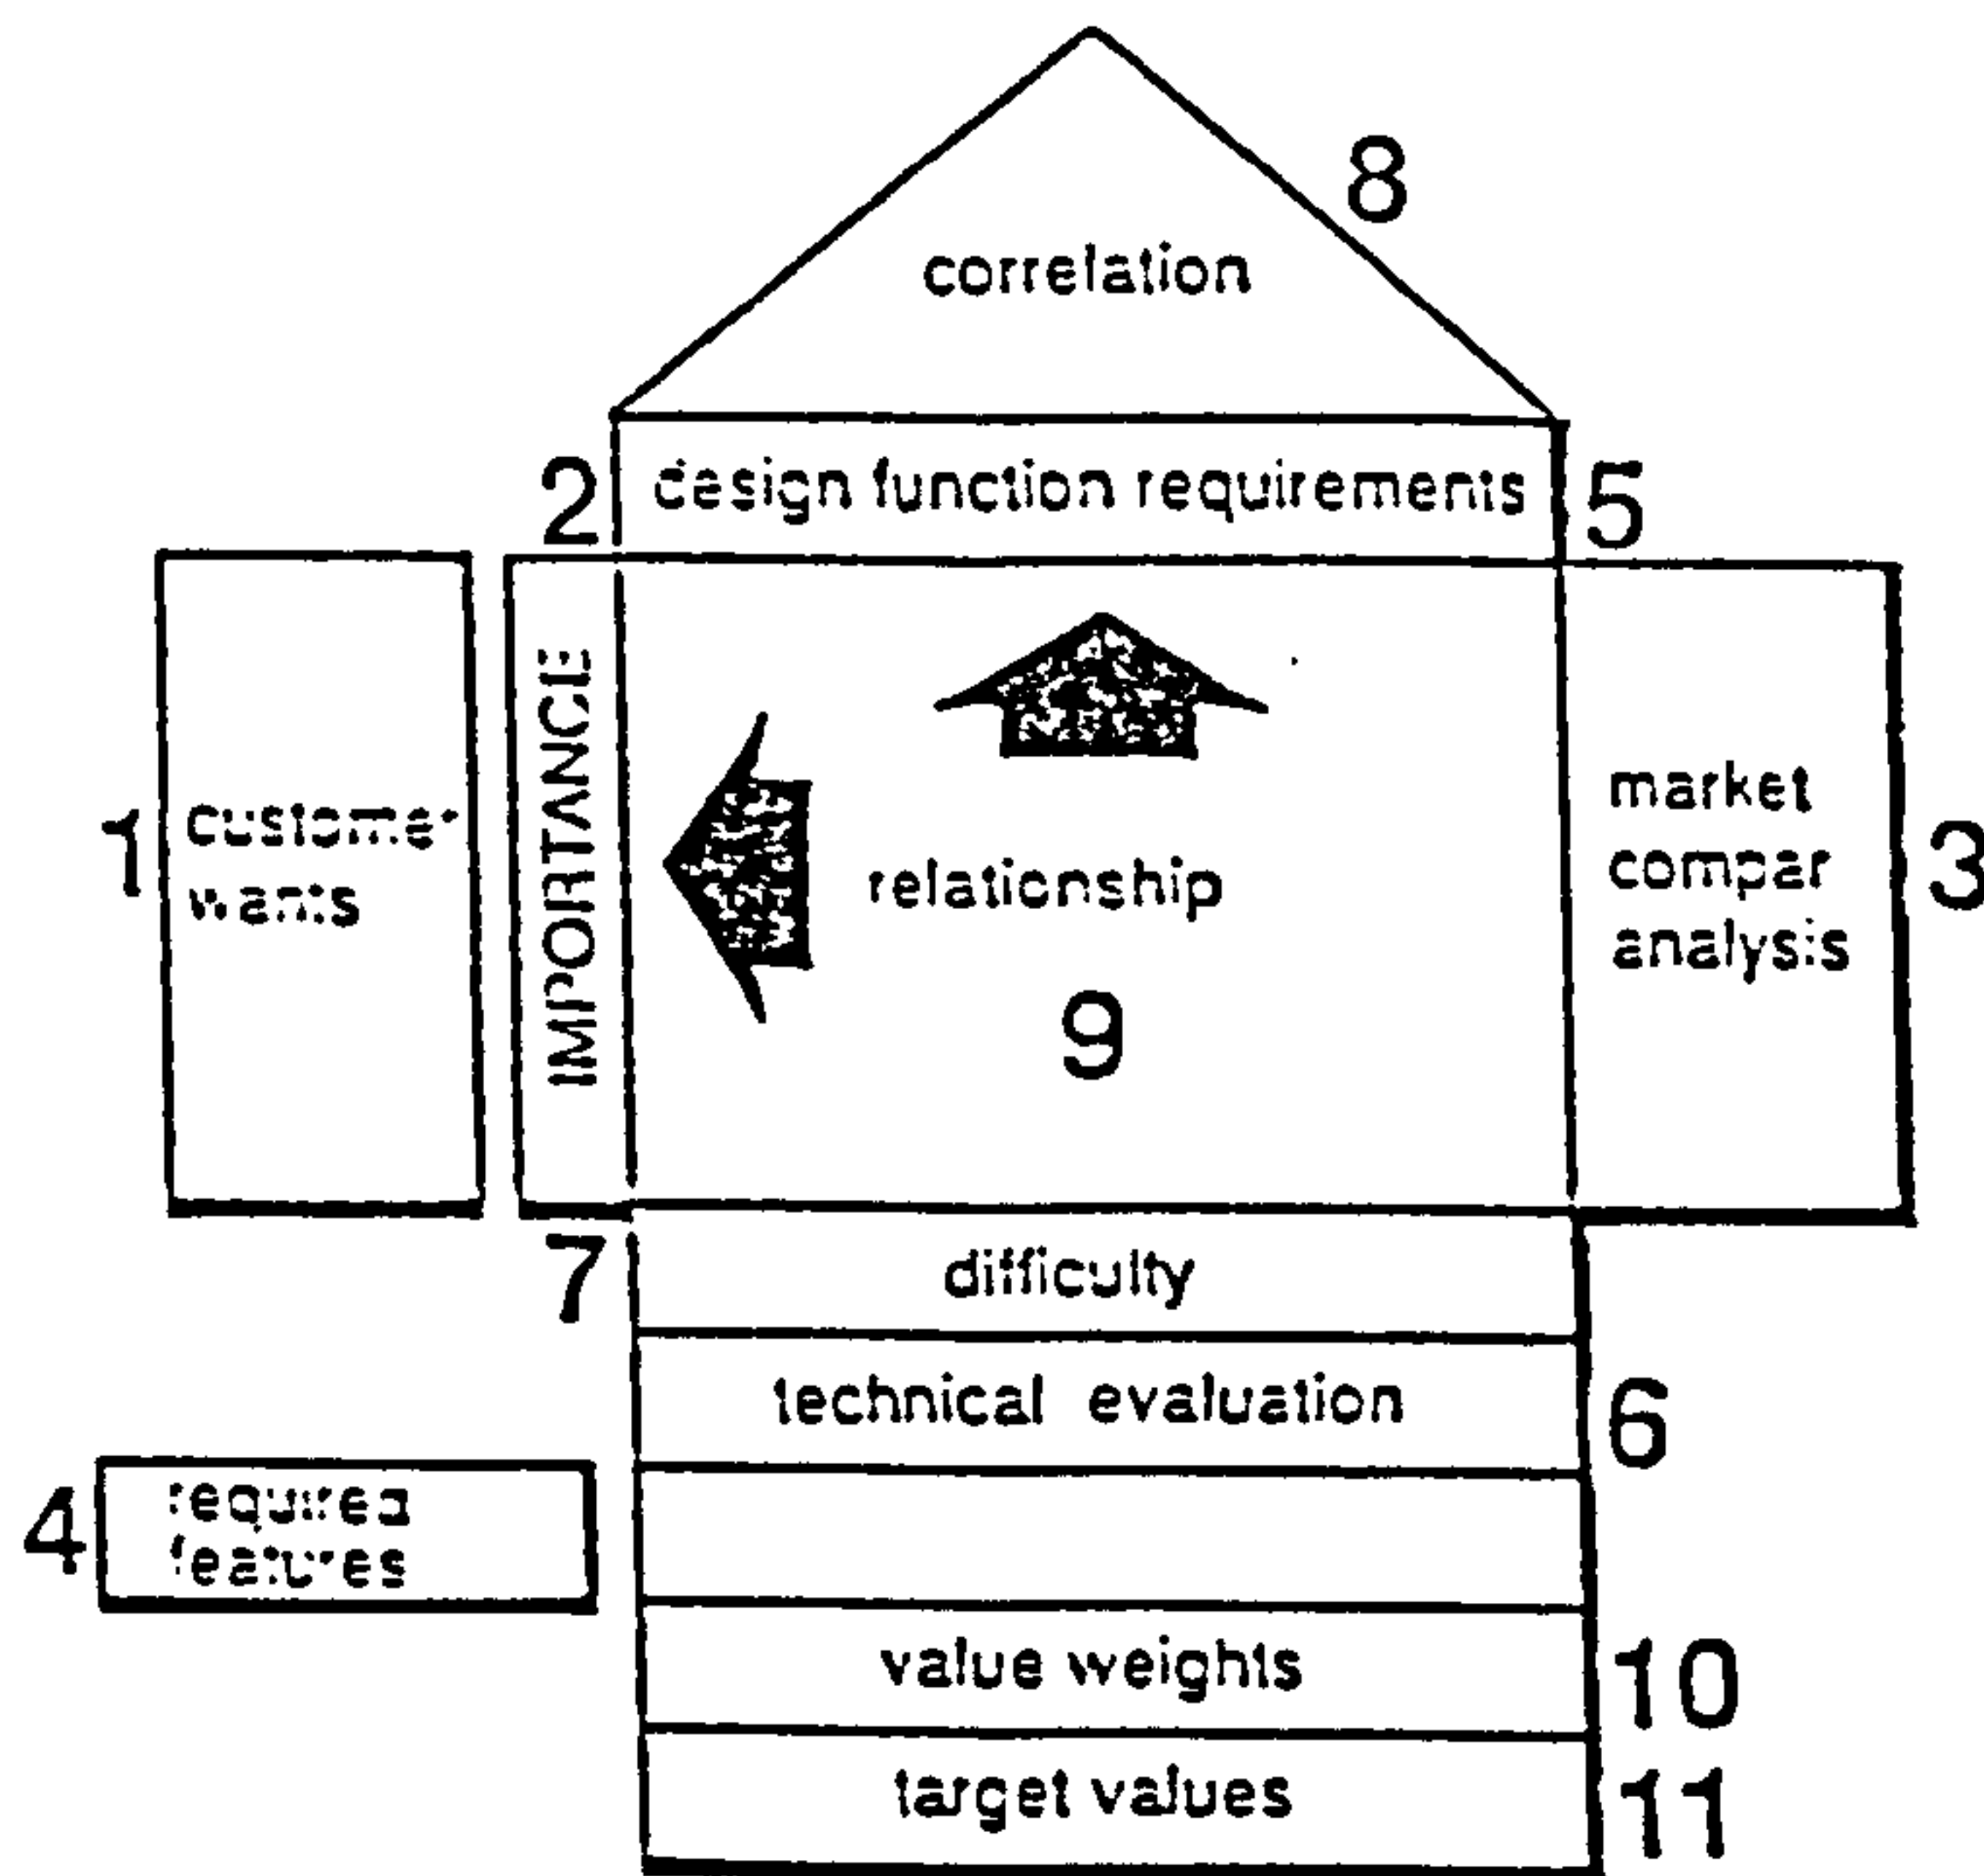 8
correlation
2 design function requirements 5
1 customer
wants
IMPORTANCE
relationship
9
market
compar
analysis
3
7 difficulty
technical evaluation 6
4 required
features
value weights 10
target values 11